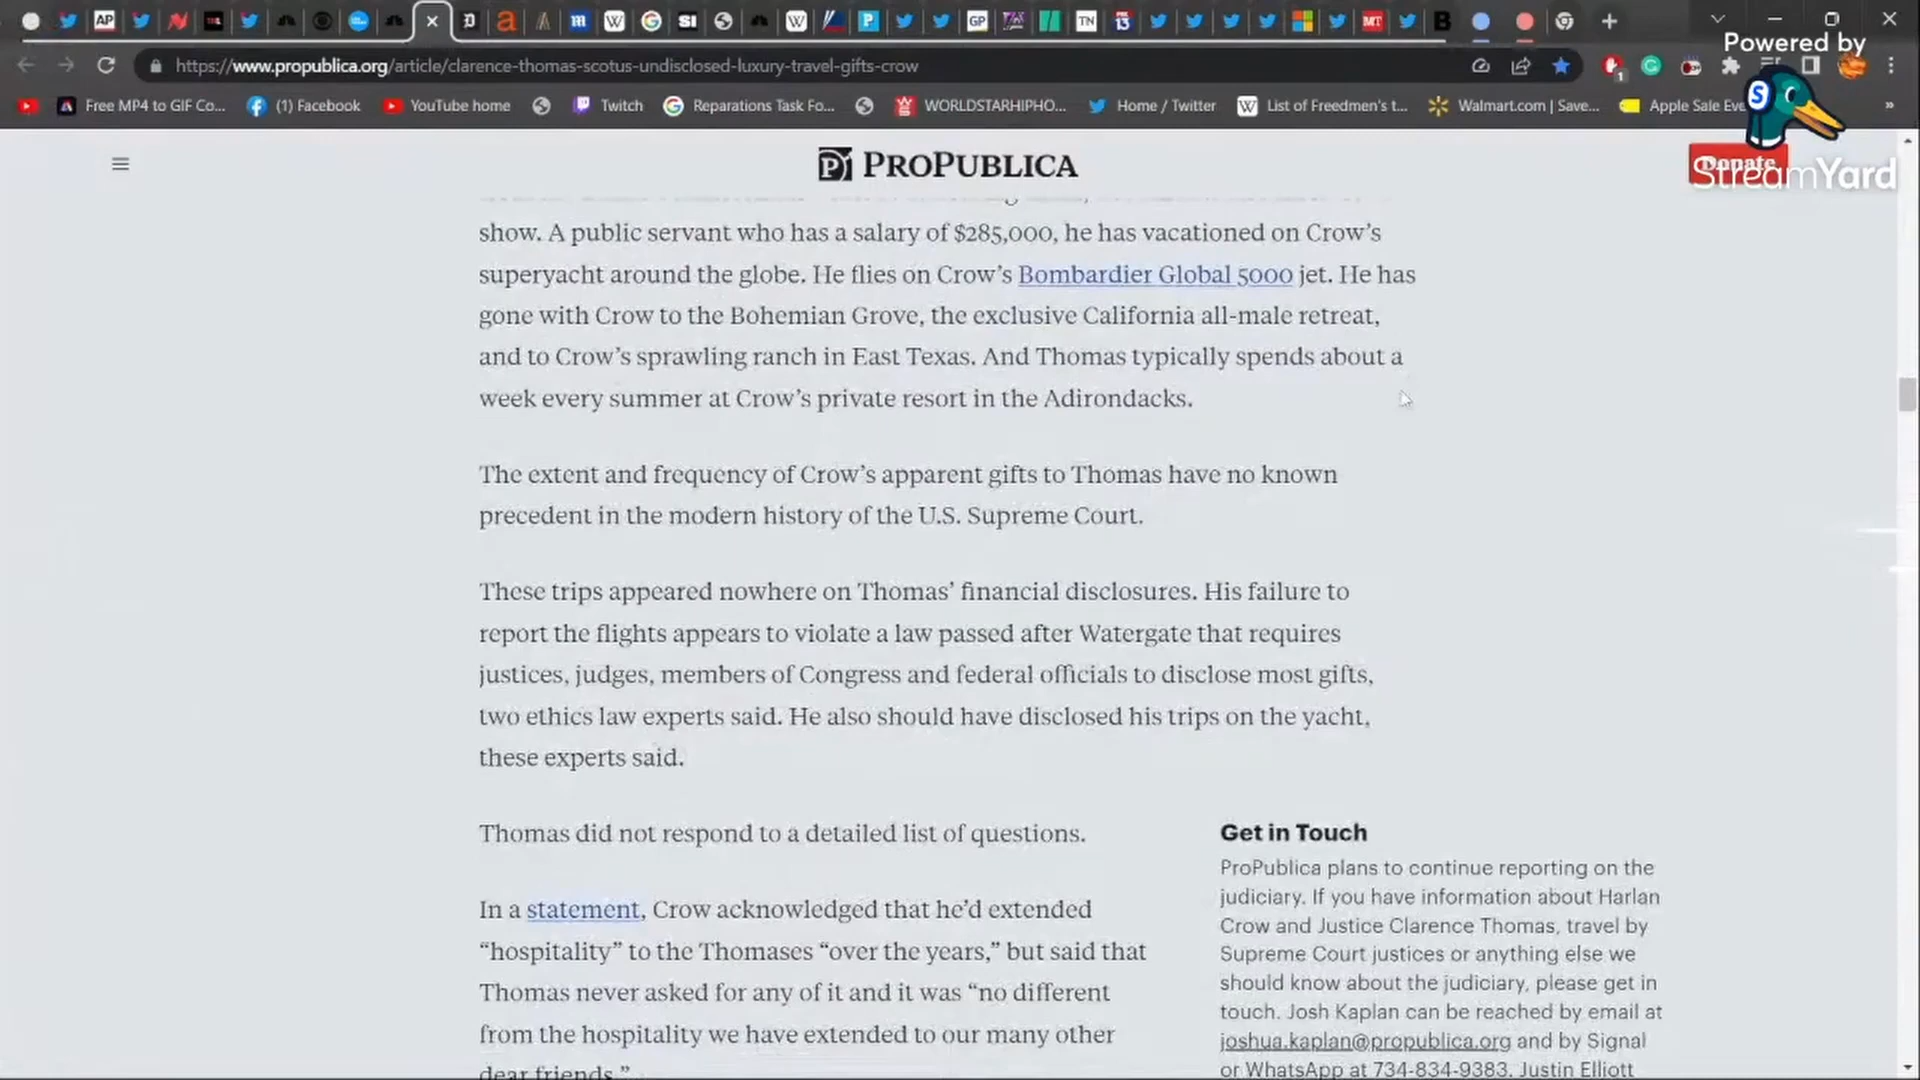 Powered by
https://www.propublica.org/article/clarence-thomas-scotus-undisclosed-luxury-travel-gifts-crow
Free MP4 to GIF Co...
(1) Facebook
YouTube home
Twitch
Reparations Task Fo...
WORLDSTARHIPHO...
Home / Twitter
List of Freedmen's t...
Walmart.com | Save...
Apple Sale Eve
»
PROPUBLICA
Donate
StreamYard
show. A public servant who has a salary of $285,000, he has vacationed on Crow's
superyacht around the globe. He flies on Crow's Bombardier Global 5000 jet. He has
gone with Crow to the Bohemian Grove, the exclusive California all-male retreat,
and to Crow's sprawling ranch in East Texas. And Thomas typically spends about a
week every summer at Crow's private resort in the Adirondacks.
The extent and frequency of Crow's apparent gifts to Thomas have no known
precedent in the modern history of the U.S. Supreme Court.
These trips appeared nowhere on Thomas' financial disclosures. His failure to
report the flights appears to violate a law passed after Watergate that requires
justices, judges, members of Congress and federal officials to disclose most gifts,
two ethics law experts said. He also should have disclosed his trips on the yacht,
these experts said.
Thomas did not respond to a detailed list of questions.
In a statement, Crow acknowledged that he'd extended
“hospitality” to the Thomases “over the years,” but said that
Thomas never asked for any of it and it was “no different
from the hospitality we have extended to our many other
dear friends.”
Get in Touch
ProPublica plans to continue reporting on the
judiciary. If you have information about Harlan
Crow and Justice Clarence Thomas, travel by
Supreme Court justices or anything else we
should know about the judiciary, please get in
touch. Josh Kaplan can be reached by email at
joshua.kaplan@propublica.org and by Signal
or WhatsApp at 734-834-9383. Justin Elliott